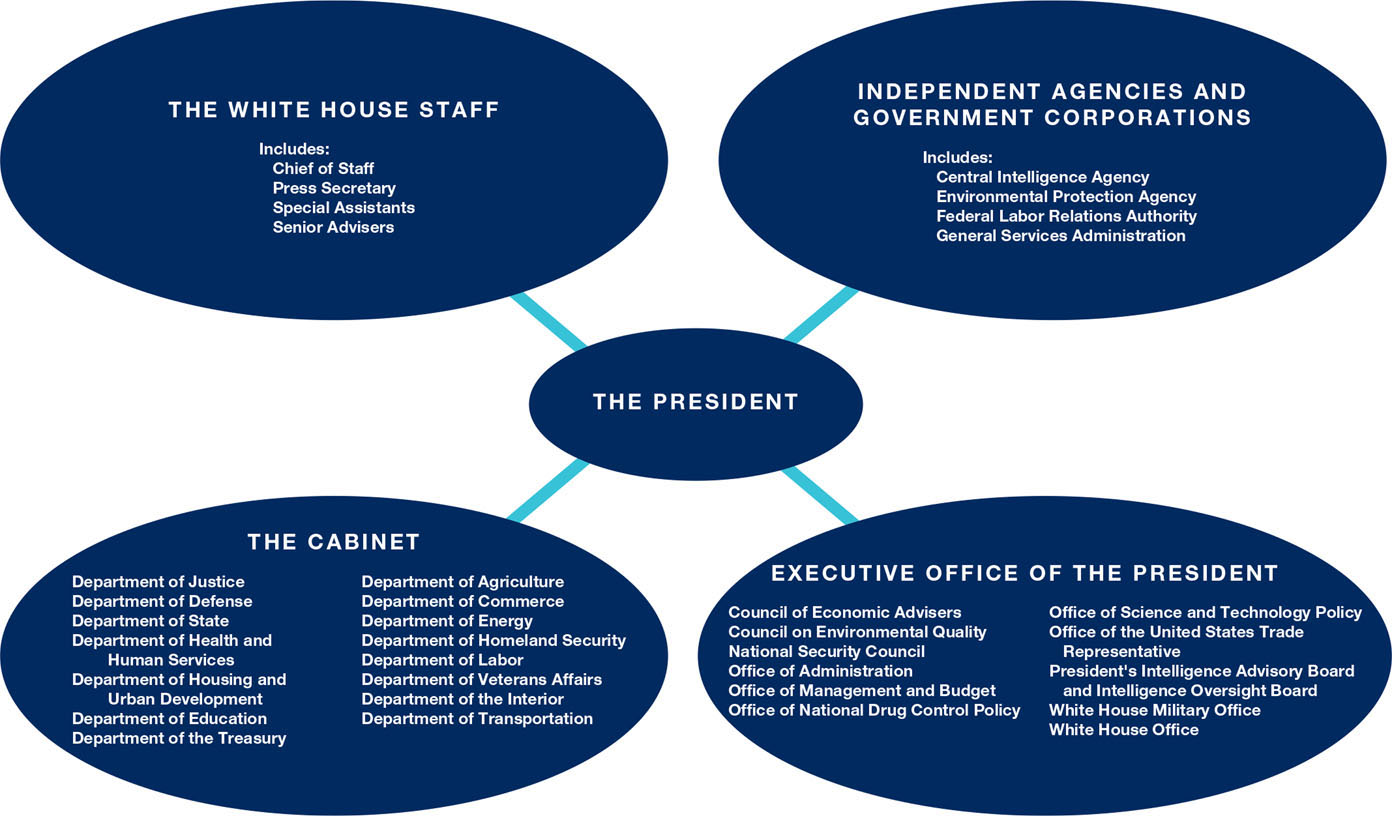 THE WHITE HOUSE STAFF
Includes:
Chief of Staff
Press Secretary
Special Assistants
Senior Advisers
INDEPENDENT AGENCIES AND
GOVERNMENT CORPORATIONS
Includes:
Central Intelligence Agency
Environmental Protection Agency
Federal Labor Relations Authority
General Services Administration
THE PRESIDENT
THE CABINET
Department of Justice
Department of Defense
Department of State
Department of Health and
Human Services
Department of Housing and
Urban Development
Department of Education
Department of the Treasury
Department of Agriculture
Department of Commerce
Department of Energy
Department of Homeland Security
Department of Labor
Department of Veterans Affairs
Department of the Interior
Department of Transportation
EXECUTIVE OFFICE OF THE PRESIDENT
Council of Economic Advisers
Council on Environmental Quality
National Security Council
Office of Administration
Office of Management and Budget
Office of National Drug Control Policy
Office of Science and Technology Policy
Office of the United States Trade
Representative
President's Intelligence Advisory Board
and Intelligence Oversight Board
White House Military Office
White House Office